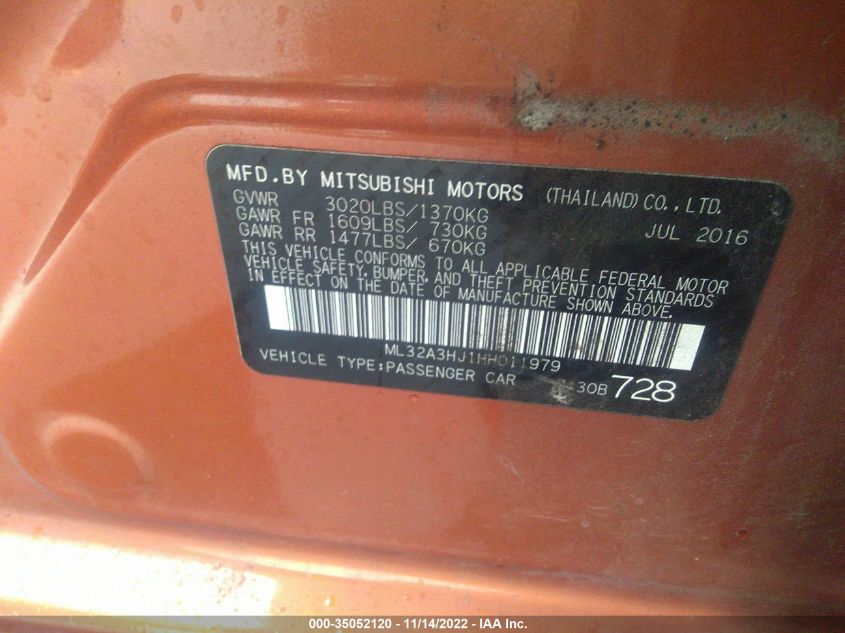 MFD.BY MITSUBISHI MOTORS (THAILAND)CO.,LTD.
GVWR 3020LBS/1370KG JUL 2016
GAWR FR 1609LBS/ 730KG
GAWR RR 1477LBS/ 670KG
THIS VEHICLE CONFORMS TO ALL APPLICABLE FEDERAL MOTOR
VEHICLE SAFETY, BUMPER, AND THEFT PREVENTION STANDARDS
IN EFFECT ON THE DATE OF MANUFACTURE SHOWN ABOVE.
ML32A3HJ1HH011979
VEHICLE TYPE:PASSENGER CAR 728
000-35052120 - 11/14/2022 - IAA Inc.